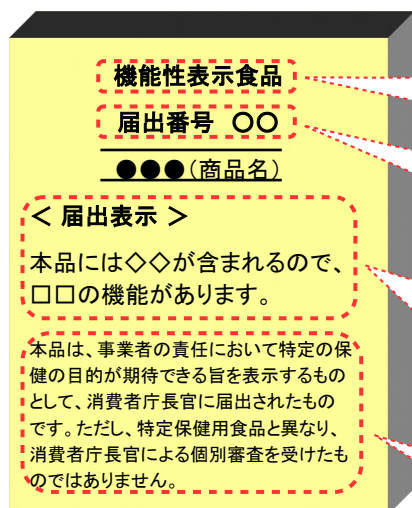 機能性表示食品
届出番号 〇〇
●●●(商品名)
＜ 届出表示 ＞
本品には◇◇が含まれるので、
□□の機能があります。
本品は、事業者の責任において特定の保
健の目的が期待できる旨を表示するもの
として、消費者庁長官に届出されたもの
です。ただし、特定保健用食品と異なり、
消費者庁長官による個別審査を受けたも
のではありません。